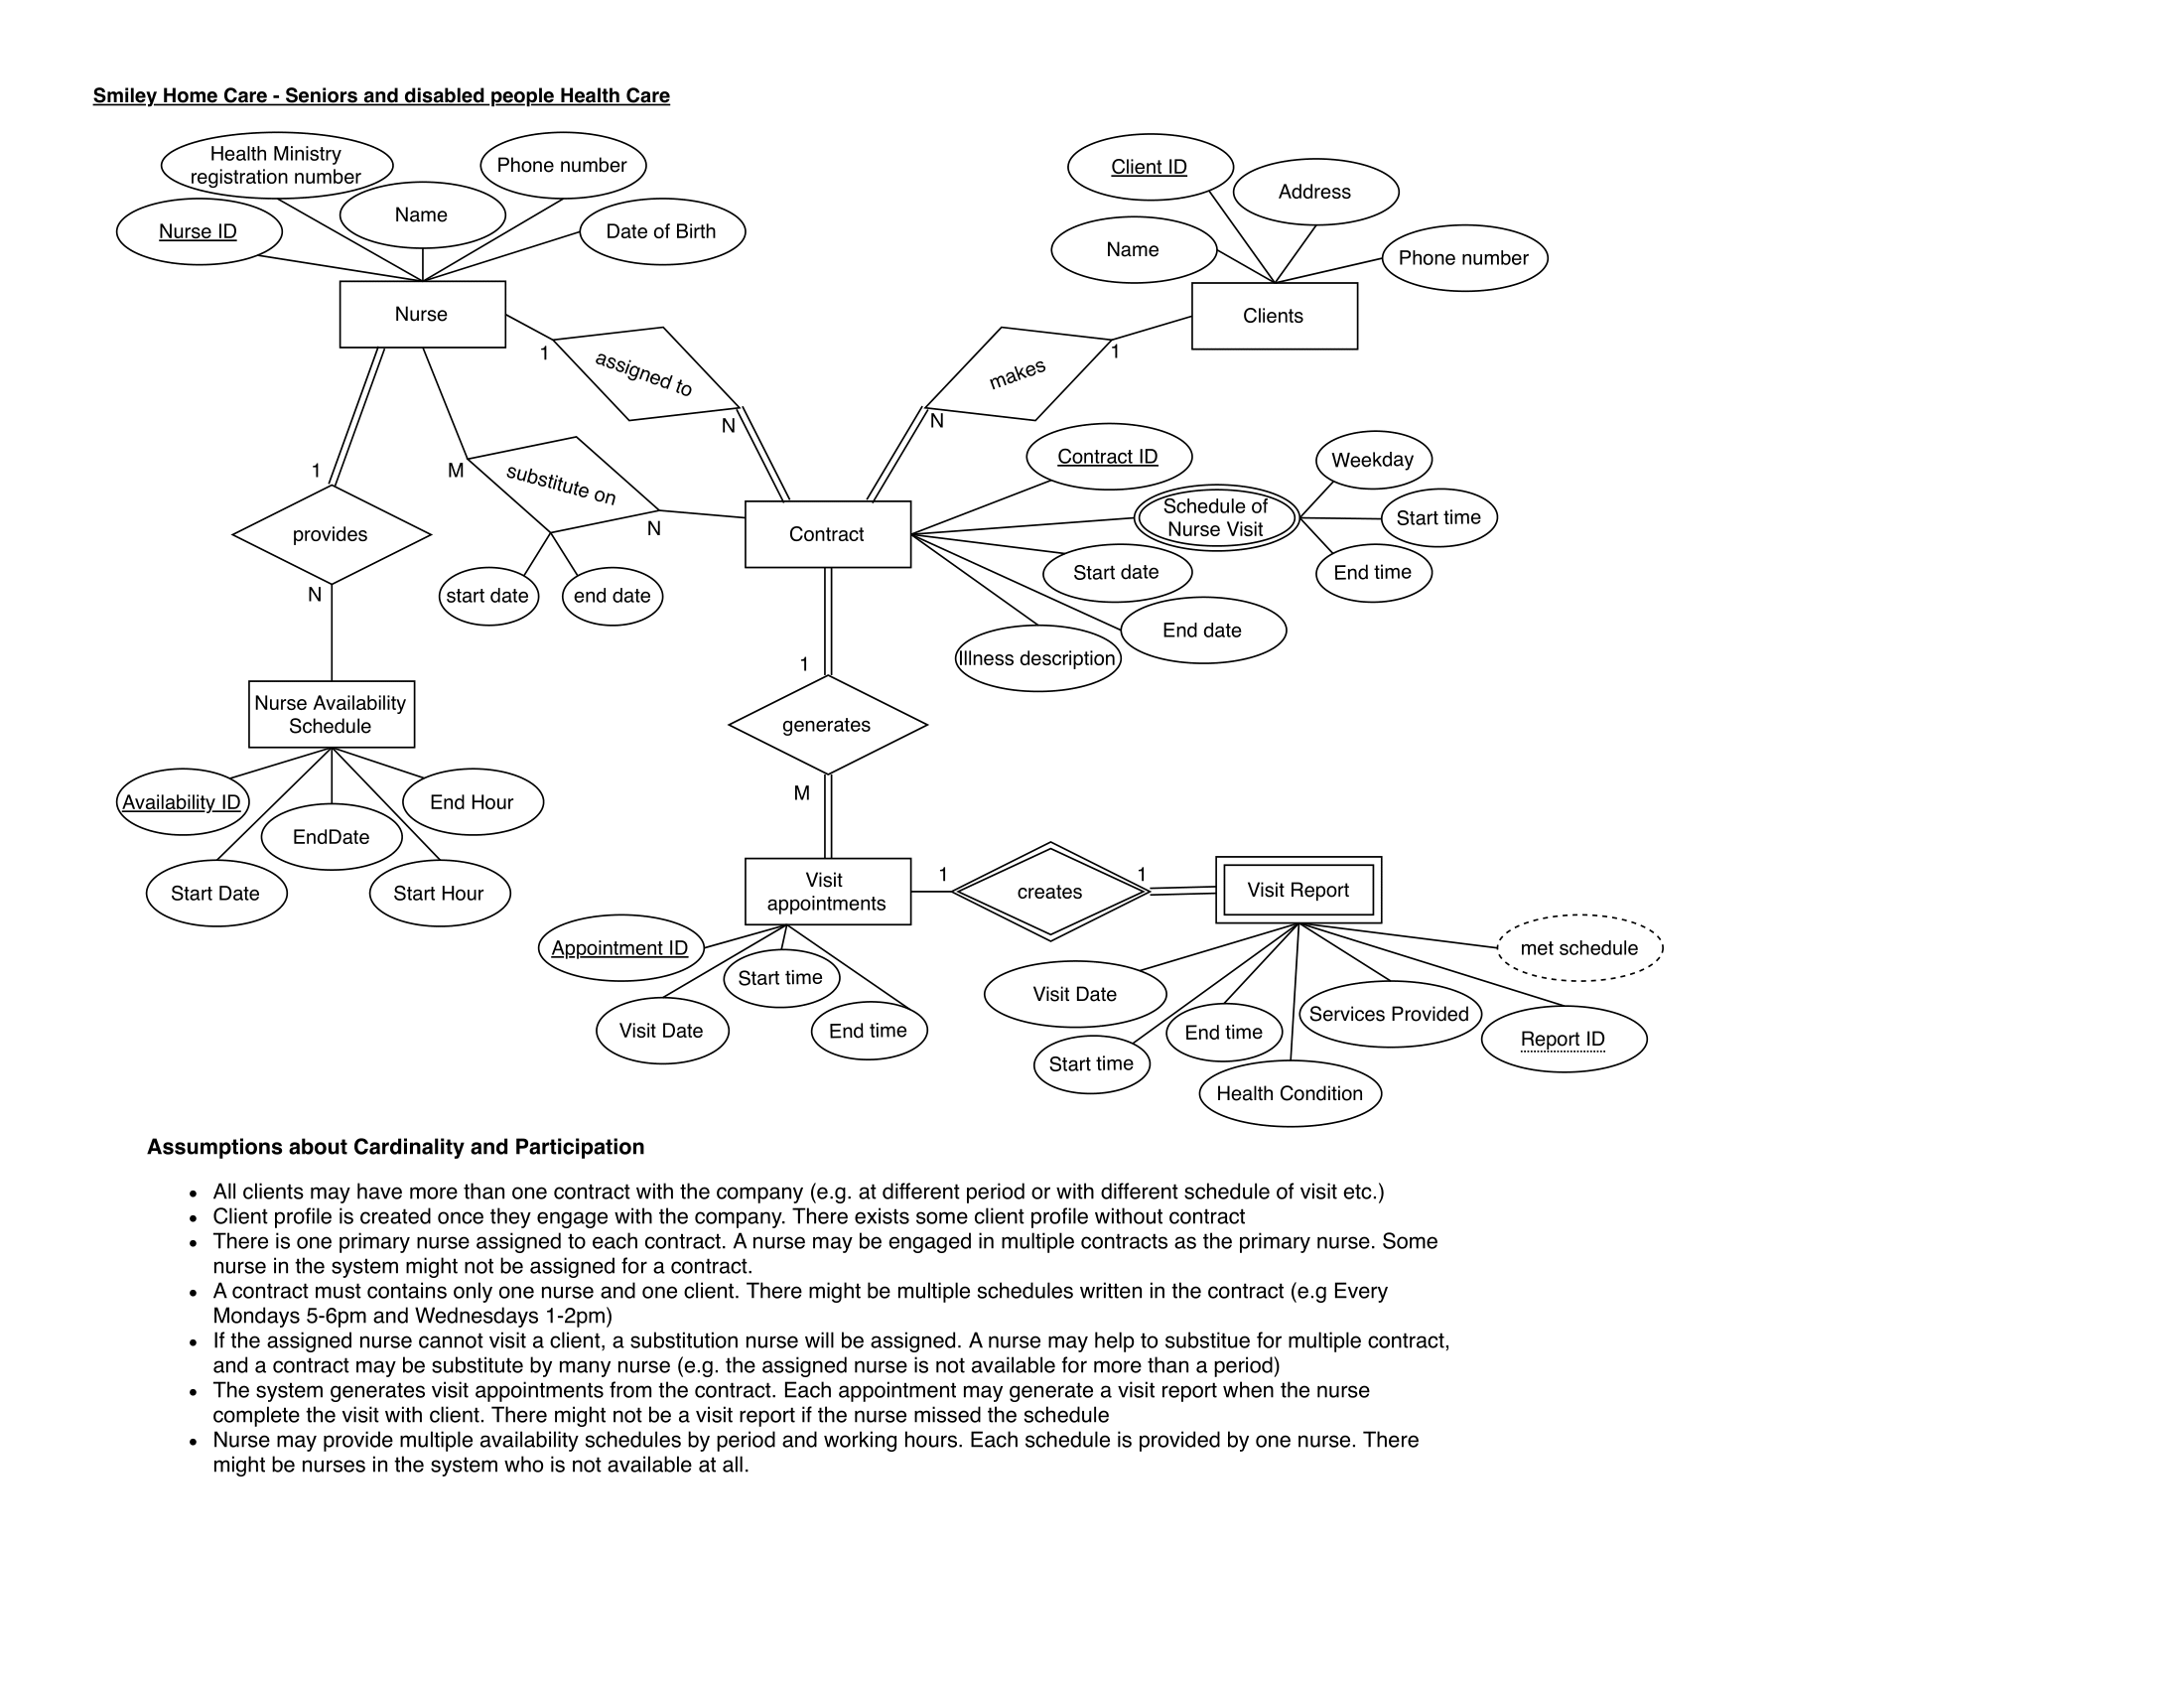 Smiley Home Care - Seniors and disabled people Health Care
Health Ministry
registration number
Phone number
Name
Nurse ID
Date of Birth
Client ID
Address
Name
Phone number
Nurse
Clients
1
assigned to
N
makes
1
N
1
M
substitute on
N
provides
N
start date
end date
Contract
Contract ID
Schedule of
Nurse Visit
Weekday
Start time
End time
Start date
End date
Illness description
1
generates
M
Nurse Availability
Schedule
Availability ID
End Hour
EndDate
Start Date
Start Hour
Visit
appointments
1
creates
1
Visit Report
Appointment ID
Start time
Visit Date
End time
met schedule
Visit Date
Services Provided
End time
Report ID
Start time
Health Condition
Assumptions about Cardinality and Participation
• All clients may have more than one contract with the company (e.g. at different period or with different schedule of visit etc.)
• Client profile is created once they engage with the company. There exists some client profile without contract
• There is one primary nurse assigned to each contract. A nurse may be engaged in multiple contracts as the primary nurse. Some
nurse in the system might not be assigned for a contract.
• A contract must contains only one nurse and one client. There might be multiple schedules written in the contract (e.g Every
Mondays 5-6pm and Wednesdays 1-2pm)
• If the assigned nurse cannot visit a client, a substitution nurse will be assigned. A nurse may help to substitue for multiple contract,
and a contract may be substitute by many nurse (e.g. the assigned nurse is not available for more than a period)
• The system generates visit appointments from the contract. Each appointment may generate a visit report when the nurse
complete the visit with client. There might not be a visit report if the nurse missed the schedule
• Nurse may provide multiple availability schedules by period and working hours. Each schedule is provided by one nurse. There
might be nurses in the system who is not available at all.